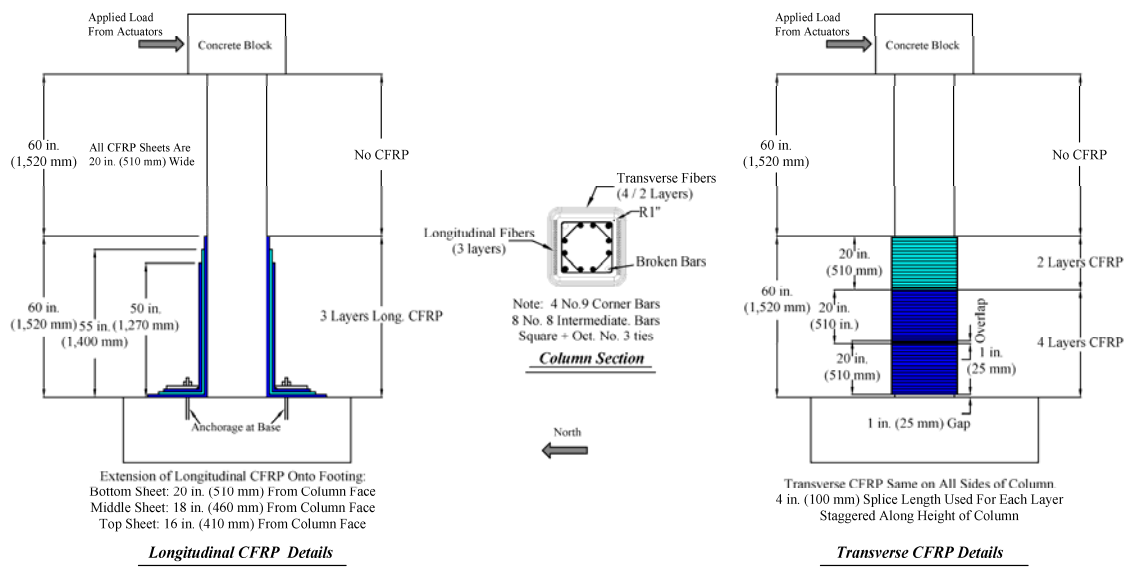 Applied Load
From Actuators
Concrete Block
60 in.
(1,520 mm)
All CFRP Sheets Are
20 in. (510 mm) Wide
No CFRP
60 in.
(1,520 mm)
55 in.
(1,400 mm)
50 in.
(1,270 mm)
3 Layers Long. CFRP
Anchorage at Base
Extension of Longitudinal CFRP Onto Footing:
Bottom Sheet: 20 in. (510 mm) From Column Face
Middle Sheet: 18 in. (460 mm) From Column Face
Top Sheet: 16 in. (410 mm) From Column Face
Longitudinal CFRP Details
Transverse Fibers
(4 / 2 Layers)
R1"
Longitudinal Fibers
(3 layers)
Broken Bars
Note: 4 No.9 Corner Bars
8 No. 8 Intermediate. Bars
Square + Oct. No. 3 ties
Column Section
North
Applied Load
From Actuators
Concrete Block
60 in.
(1,520 mm)
No CFRP
20 in.
(510 mm)
2 Layers CFRP
60 in.
(1,520 mm)
20 in.
(510 in.)
Overlap
4 Layers CFRP
20 in.
(510 mm)
1 in.
(25 mm)
1 in. (25 mm) Gap
Transverse CFRP Same on All Sides of Column.
4 in. (100 mm) Splice Length Used For Each Layer
Staggered Along Height of Column
Transverse CFRP Details